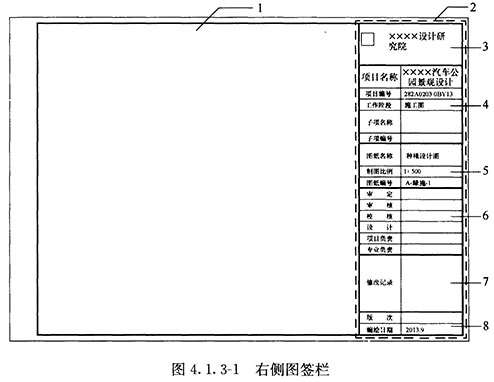 1
2
××××设计研
究院
3
项目名称 ××××汽车公
园景观设计
项目编号 282A0203 0BY13
工作阶段 施工图
4
子项名称
子项编号
图纸名称 种植设计图
制图比例 1:500
5
图纸编号 A-绿施-1
审 定
审 核
校 核
6
设 计
项目负责
专业负责
修改记录
7
版 次
编绘日期 2013.9
8
图 4.1.3-1 右侧图签栏